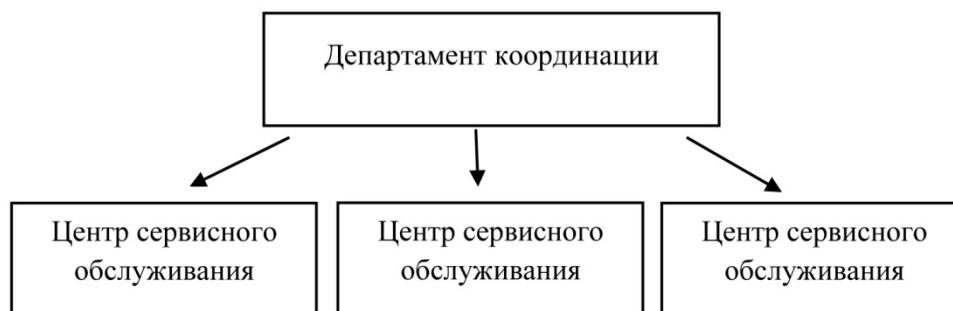 Департамент координации
Центр сервисного
обслуживания
Центр сервисного
обслуживания
Центр сервисного
обслуживания